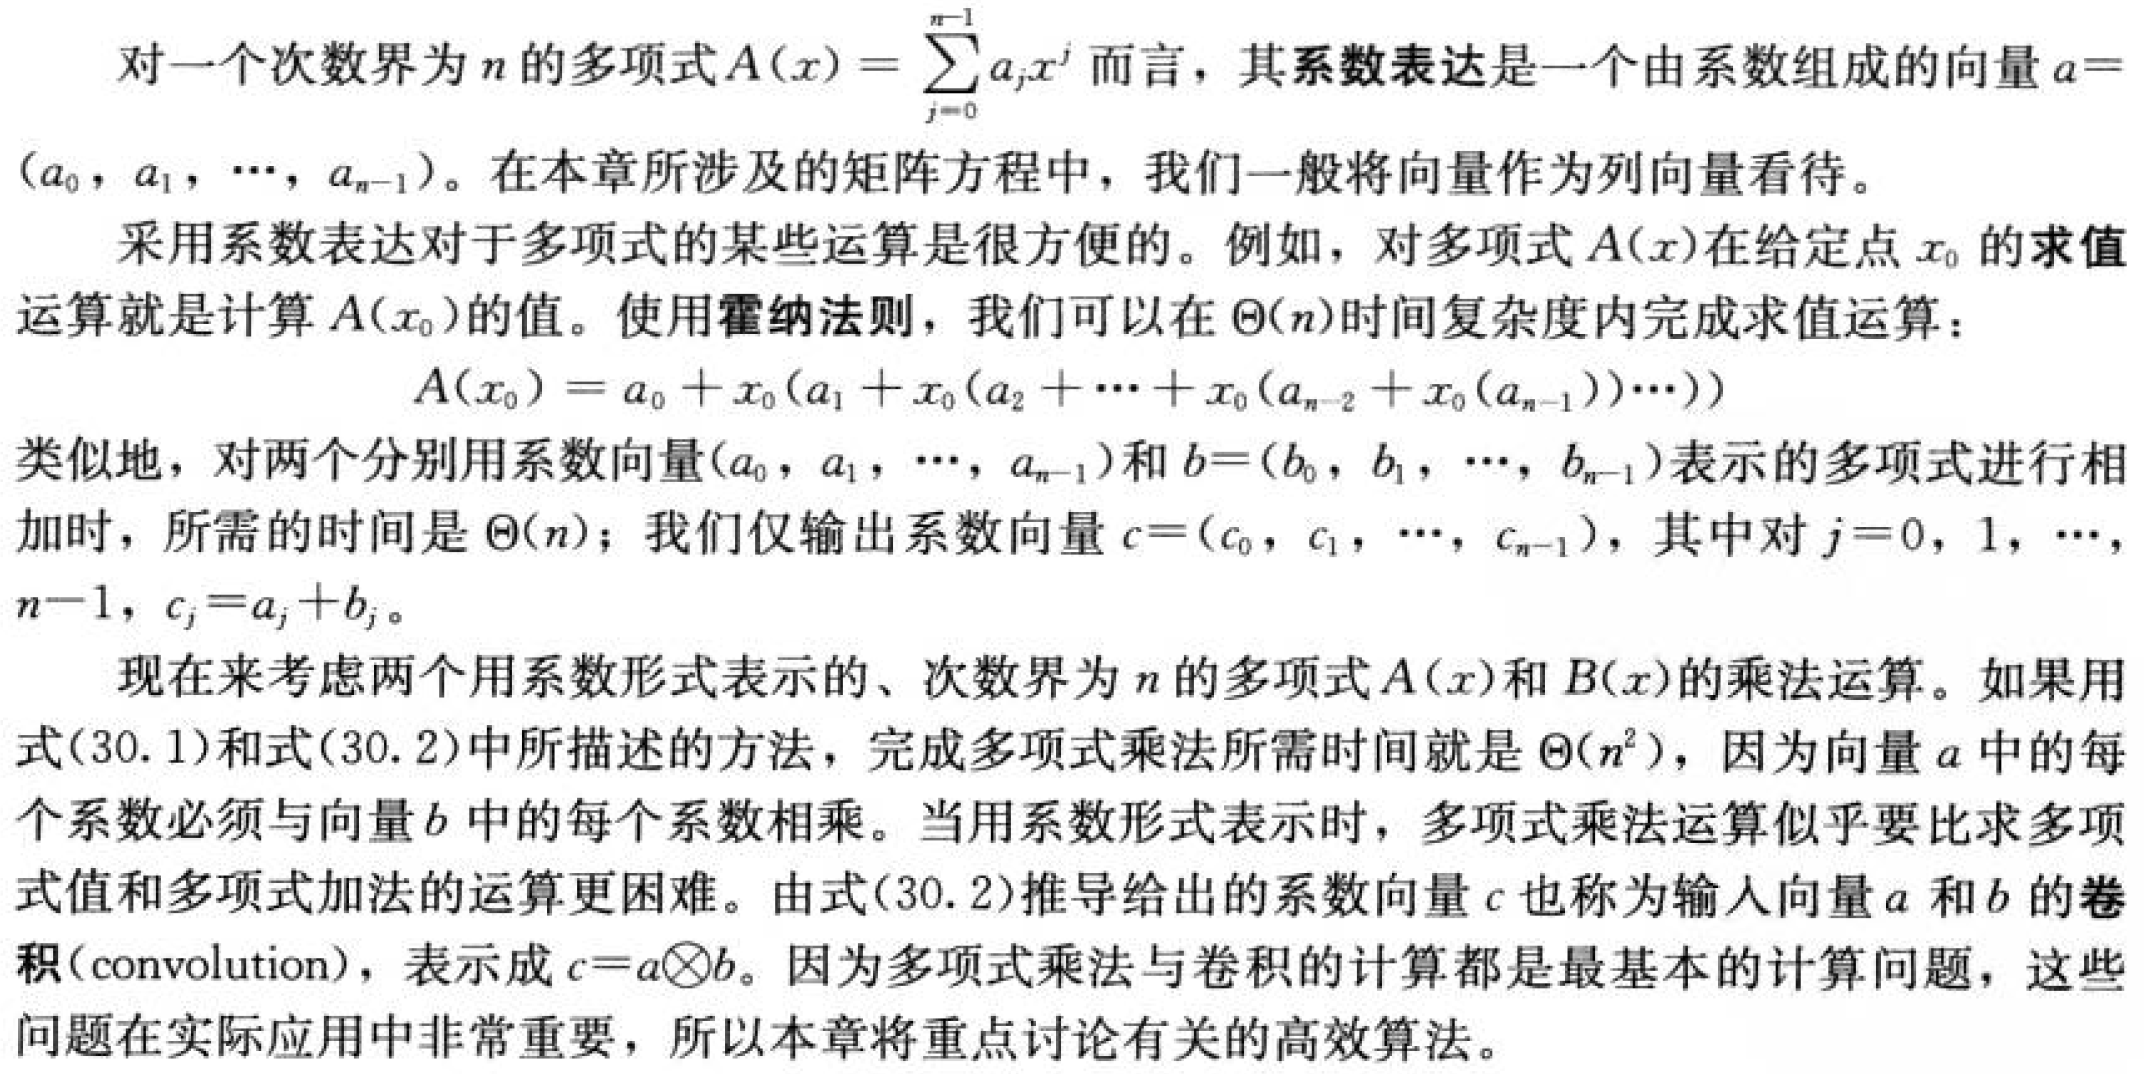 对一个次数界为 n 的多项式 A(x) = \sum_{j=0}^{n-1} a_j x^j 而言，其系数表达是一个由系数组成的向量 a=
(a_0，a_1，…，a_{n-1})。在本章所涉及的矩阵方程中，我们一般将向量作为列向量看待。
采用系数表达对于多项式的某些运算是很方便的。例如，对多项式 A(x)在给定点 x_0 的求值
运算就是计算 A(x_0)的值。使用霍纳法则，我们可以在 Θ(n)时间复杂度内完成求值运算：
A(x_0) = a_0 + x_0(a_1 + x_0(a_2 + … + x_0(a_{n-2} + x_0(a_{n-1}))…))
类似地，对两个分别用系数向量(a_0，a_1，…，a_{n-1})和 b=(b_0，b_1，…，b_{n-1})表示的多项式进行相
加时，所需的时间是 Θ(n)；我们仅输出系数向量 c=(c_0，c_1，…，c_{n-1})，其中对 j=0，1，…，
n-1，c_j=a_j+b_j。
现在来考虑两个用系数形式表示的、次数界为 n 的多项式 A(x)和 B(x)的乘法运算。如果用
式(30.1)和式(30.2)中所描述的方法，完成多项式乘法所需时间就是 Θ(n^2)，因为向量 a 中的每
个系数必须与向量 b 中的每个系数相乘。当用系数形式表示时，多项式乘法运算似乎要比求多项
式值和多项式加法的运算更困难。由式(30.2)推导给出的系数向量 c 也称为输入向量 a 和 b 的卷
积(convolution)，表示成 c=a⊗b。因为多项式乘法与卷积的计算都是最基本的计算问题，这些
问题在实际应用中非常重要，所以本章将重点讨论有关的高效算法。